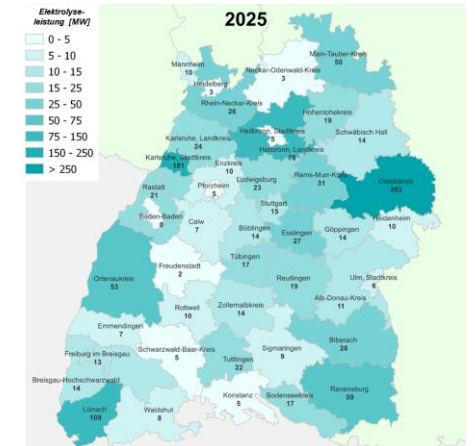 Elektrolyse-
leistung [MW]
2025
0 - 5
5 - 10
10 - 15
15 - 25
25 - 50
50 - 75
75 - 150
150 - 250
> 250
Main-Tauber-Kreis
50
Mannheim
10
Neckar-Odenwald-Kreis
3
Heidelberg
3
Rhein-Neckar-Kreis
26
Hohenlohekreis
19
Karlsruhe, Landkreis
24
Heilbronn, Stadtkreis
5
Schwäbisch Hall
14
Heilbronn, Landkreis
78
Karlsruhe, Stadtkreis
161
Enzkreis
10
Ludwigsburg
23
Rems-Murr-Kreis
31
Ostalbkreis
Rastatt
21
Pforzheim
5
Heidenheim
10
Stuttgart
15
Baden-Baden
Calw
7
Böblingen
14
Esslingen
27
Göppingen
14
Tübingen
17
Freudenstadt
2
Ortenaukreis
53
Reutlingen
19
Ulm, Stadtkreis
6
Alb-Donau-Kreis
11
Rottweil
10
Zollernalbkreis
14
Emmendingen
7
Biberach
28
Schwarzwald-Baar-Kreis
5
Sigmaringen
9
Freiburg im Breisgau
13
Tuttlingen
22
Breisgau-Hochschwarzwald
14
Konstanz
5
Bodenseekreis
17
Ravensburg
59
Lörrach
109
Waldshut
8